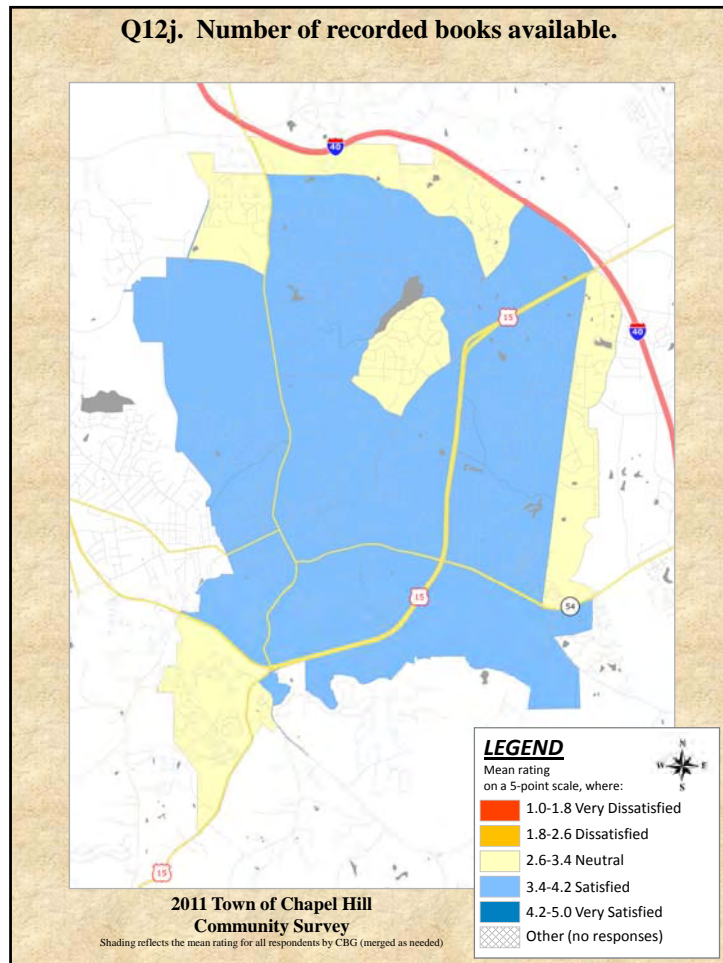 Q12j. Number of recorded books available.
40
15
40
54
15
15
LEGEND
Mean rating
on a 5-point scale, where:
N
W E
S
1.0-1.8 Very Dissatisfied
1.8-2.6 Dissatisfied
2.6-3.4 Neutral
3.4-4.2 Satisfied
4.2-5.0 Very Satisfied
Other (no responses)
2011 Town of Chapel Hill
Community Survey
Shading reflects the mean rating for all respondents by CBG (merged as needed)